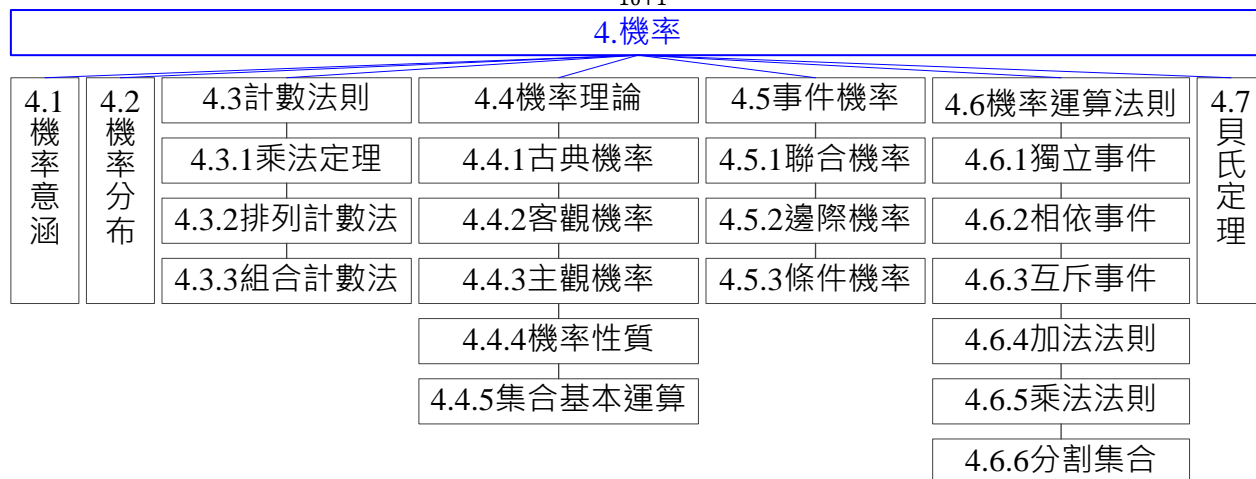 4.機率
4.1機率意涵
4.2機率分布
4.3計數法則
4.3.1乘法定理
4.3.2排列計數法
4.3.3組合計數法
4.4機率理論
4.4.1古典機率
4.4.2客觀機率
4.4.3主觀機率
4.4.4機率性質
4.4.5集合基本運算
4.5事件機率
4.5.1聯合機率
4.5.2邊際機率
4.5.3條件機率
4.6機率運算法則
4.6.1獨立事件
4.6.2相依事件
4.6.3互斥事件
4.6.4加法法則
4.6.5乘法法則
4.6.6分割集合
4.7貝氏定理